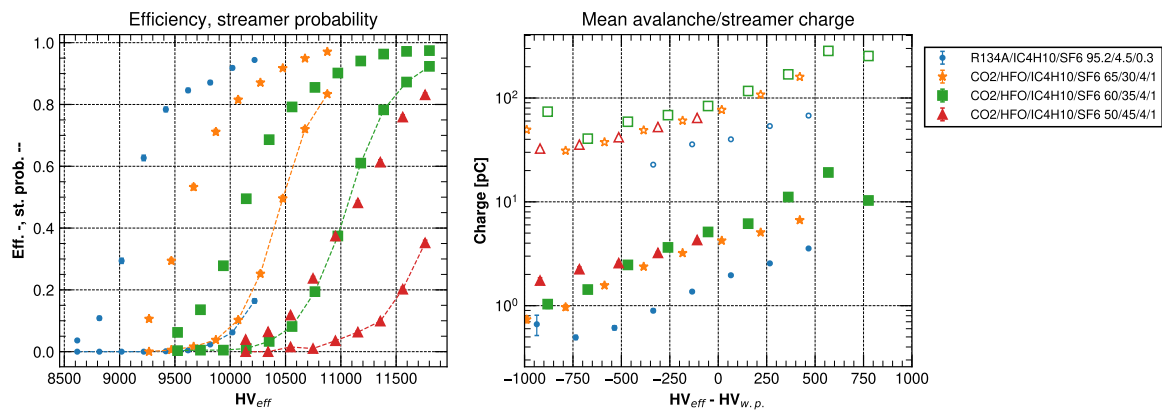 Efficiency, streamer probability
Eff. -, st. prob. --
1.0
0.8
0.6
0.4
0.2
0.0
8500 9000 9500 10000 10500 11000 11500
HV_eff
Mean avalanche/streamer charge
Charge [pC]
10^2
10^1
10^0
-1000 -750 -500 -250 0 250 500 750 1000
HV_eff - HV_w.p.
R134A/IC4H10/SF6 95.2/4.5/0.3
CO2/HFO/IC4H10/SF6 65/30/4/1
CO2/HFO/IC4H10/SF6 60/35/4/1
CO2/HFO/IC4H10/SF6 50/45/4/1